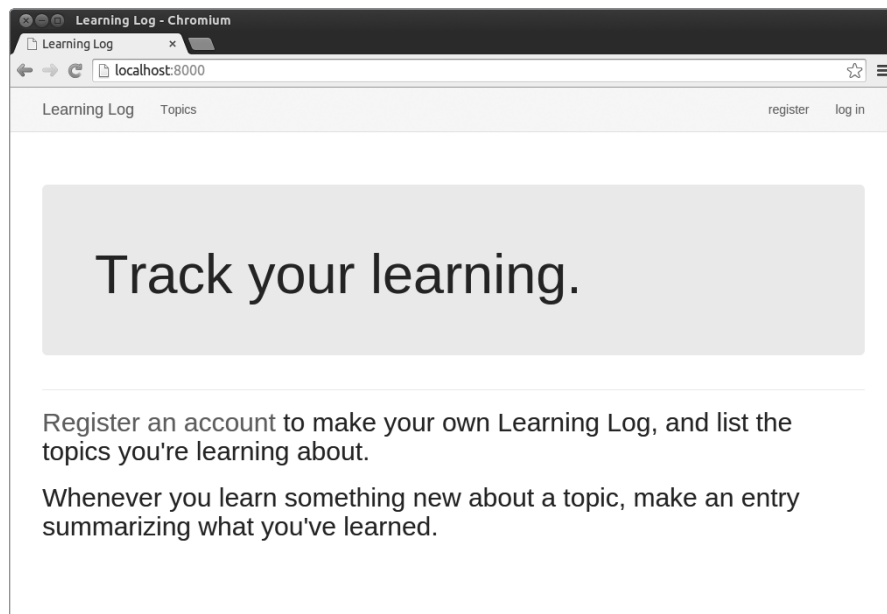 Learning Log - Chromium
Learning Log
localhost:8000
Learning Log Topics register log in
Track your learning.
Register an account to make your own Learning Log, and list the
topics you're learning about.
Whenever you learn something new about a topic, make an entry
summarizing what you've learned.